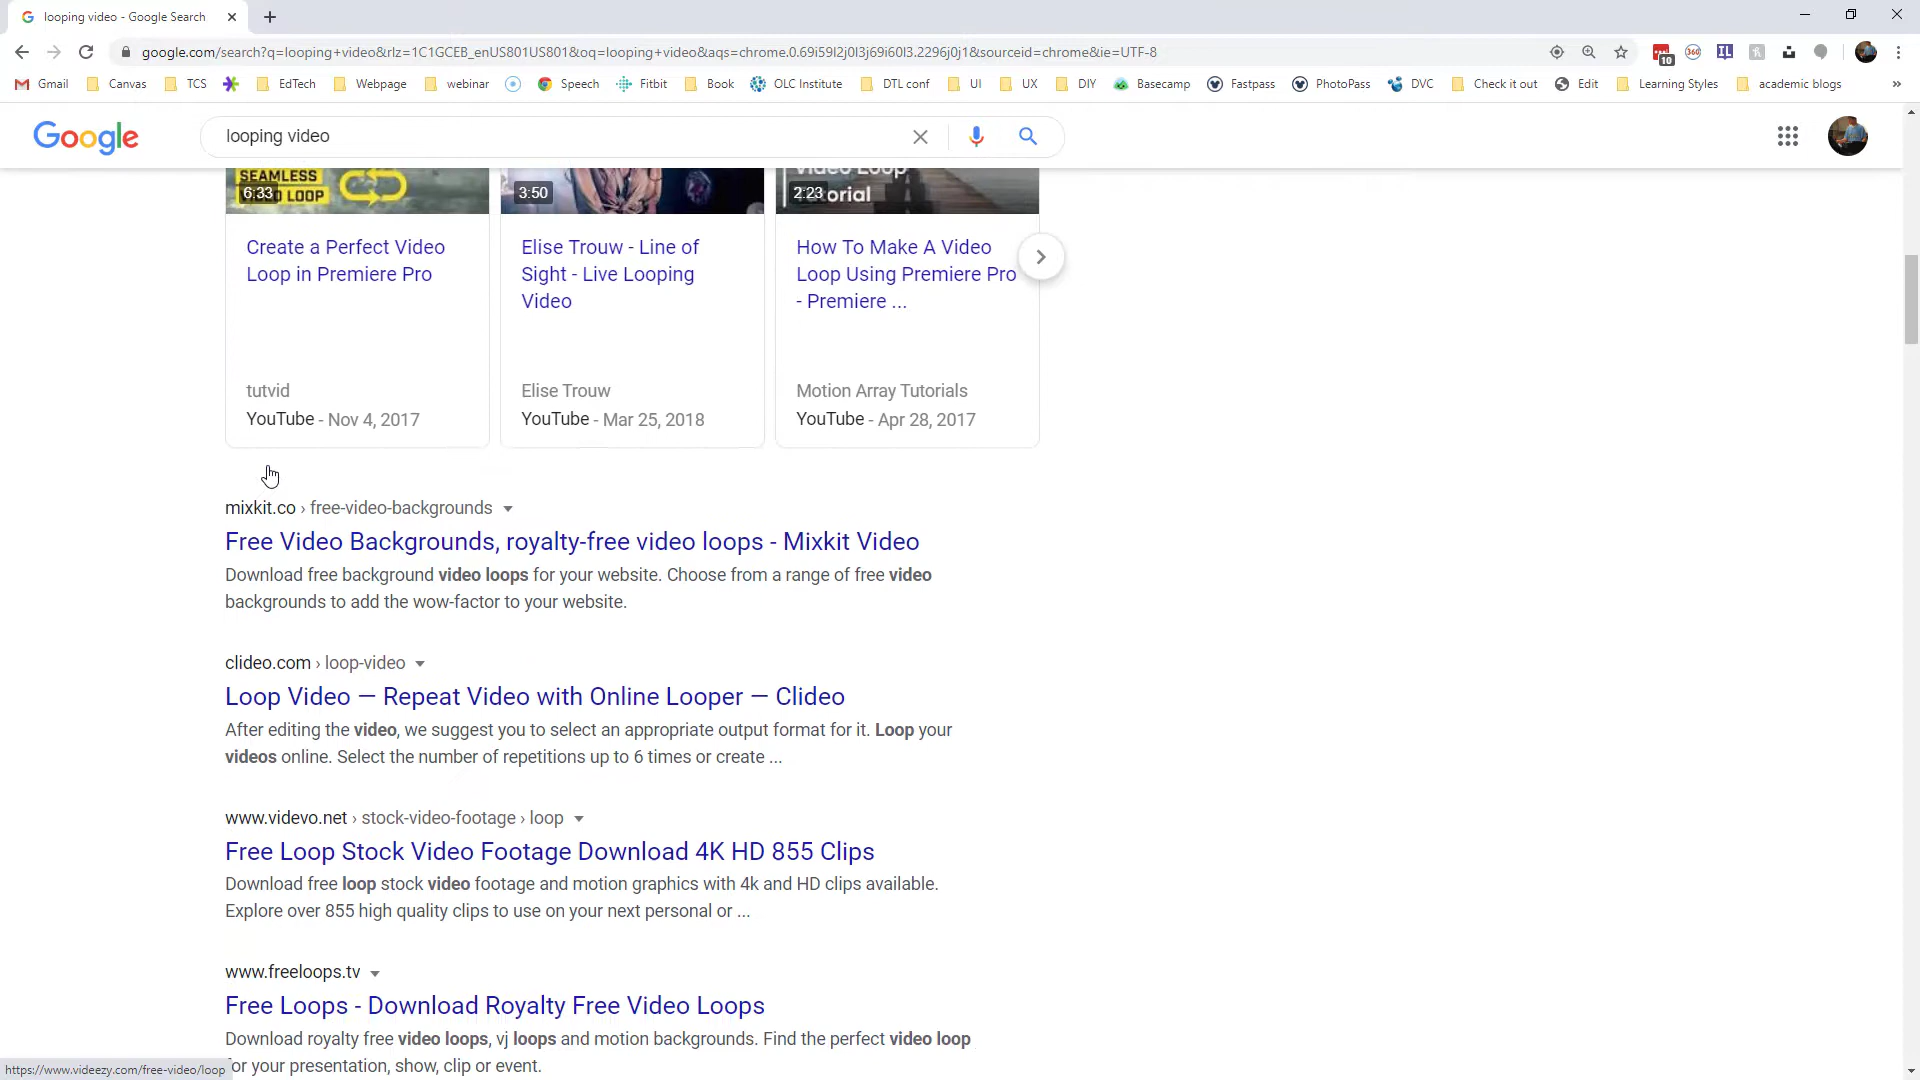 looping video - Google Search
google.com/search?q=looping+video&rlz=1C1GCEB_enUS801US801&oq=looping+video&aqs=chrome.0.69i59l2j0l3j69i60l3.2296j0j1&sourceid=chrome&ie=UTF-8
10
360
IL
Gmail
Canvas
TCS
EdTech
Webpage
webinar
Speech
Fitbit
Book
OLC Institute
DTL conf
UI
UX
DIY
Basecamp
Fastpass
PhotoPass
DVC
Check it out
Edit
Learning Styles
academic blogs
Google
looping video
SEAMLESS
VIDEO LOOP
6:33
3:50
Video Loop
Tutorial
2:23
Create a Perfect Video
Loop in Premiere Pro
tutvid
YouTube - Nov 4, 2017
Elise Trouw - Line of
Sight - Live Looping
Video
Elise Trouw
YouTube - Mar 25, 2018
How To Make A Video
Loop Using Premiere Pro
- Premiere ...
Motion Array Tutorials
YouTube - Apr 28, 2017
mixkit.co › free-video-backgrounds
Free Video Backgrounds, royalty-free video loops - Mixkit Video
Download free background video loops for your website. Choose from a range of free video
backgrounds to add the wow-factor to your website.
clideo.com › loop-video
Loop Video — Repeat Video with Online Looper — Clideo
After editing the video, we suggest you to select an appropriate output format for it. Loop your
videos online. Select the number of repetitions up to 6 times or create ...
www.videvo.net › stock-video-footage › loop
Free Loop Stock Video Footage Download 4K HD 855 Clips
Download free loop stock video footage and motion graphics with 4k and HD clips available.
Explore over 855 high quality clips to use on your next personal or ...
www.freeloops.tv
Free Loops - Download Royalty Free Video Loops
Download royalty free video loops, vj loops and motion backgrounds. Find the perfect video loop
for your presentation, show, clip or event.
https://www.videezy.com/free-video/loop